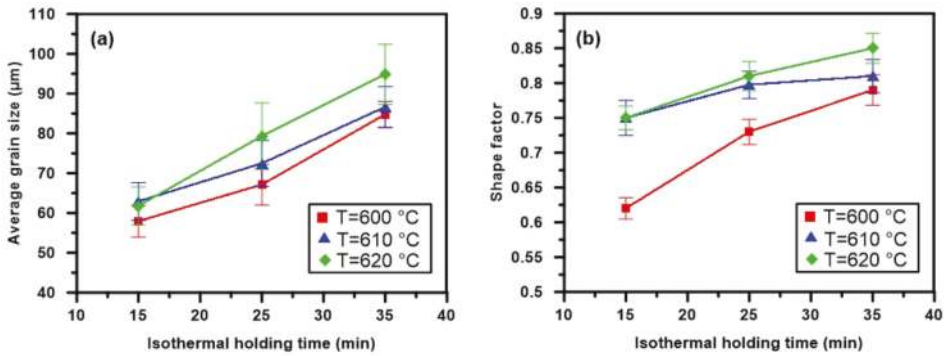 (a)
Average grain size (μm)
110
100
90
80
70
60
50
40
T=600 °C
T=610 °C
T=620 °C
10 15 20 25 30 35 40
Isothermal holding time (min)
(b)
Shape factor
0.9
0.85
0.8
0.75
0.7
0.65
0.6
0.55
0.5
T=600 °C
T=610 °C
T=620 °C
10 15 20 25 30 35 40
Isothermal holding time (min)